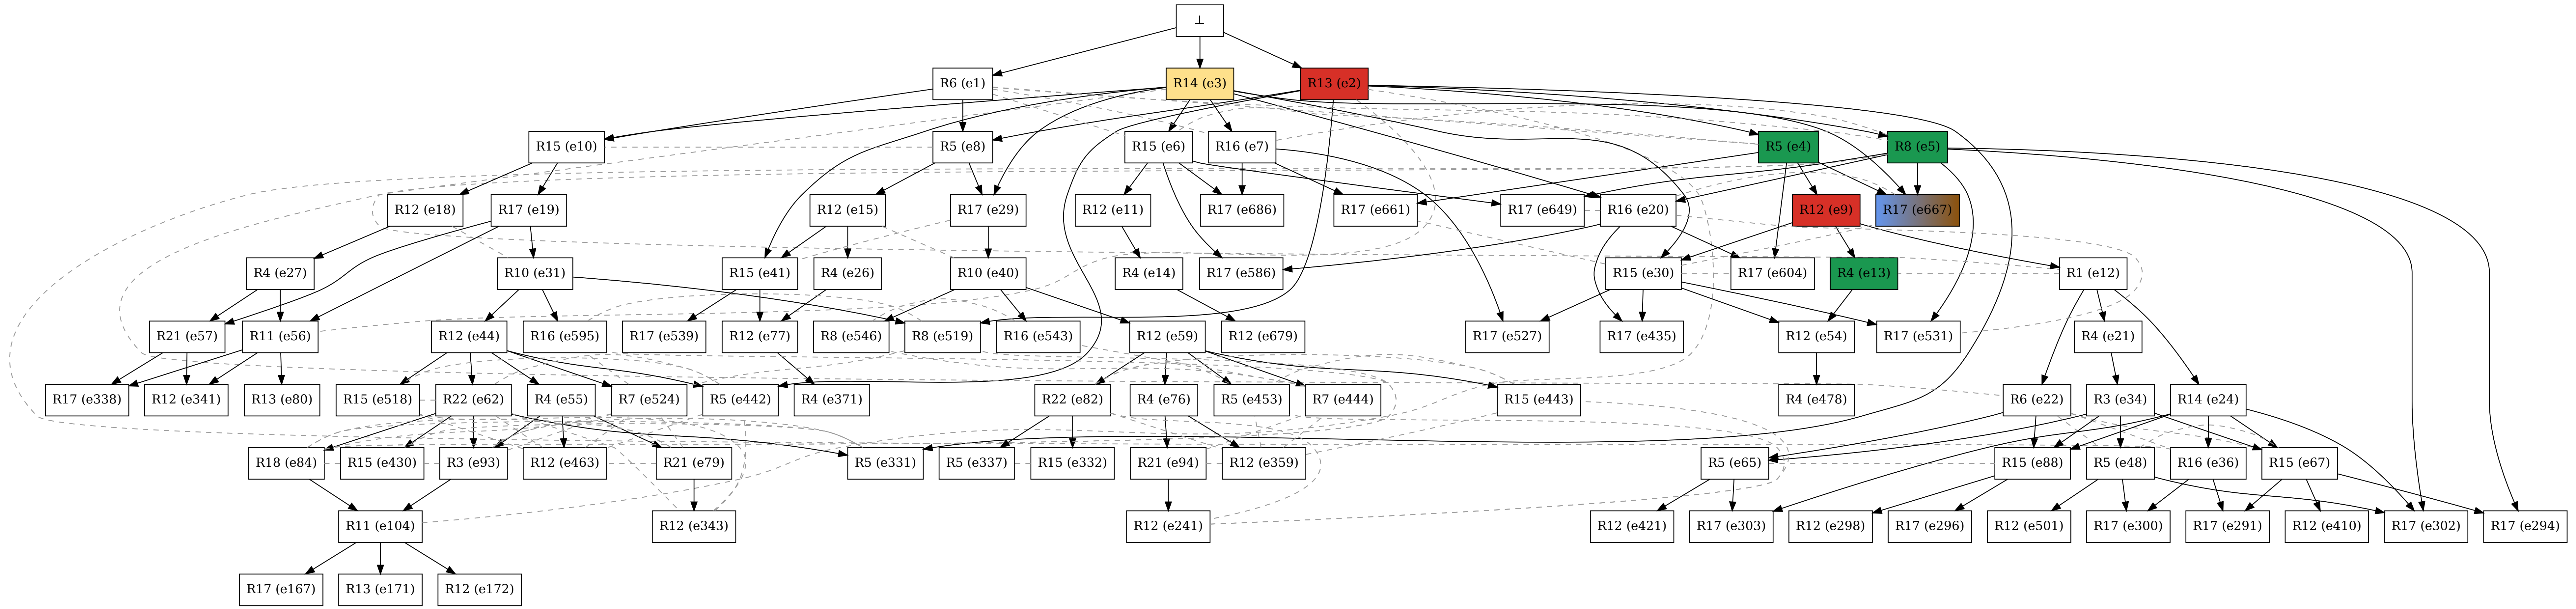 ⊥
R6 (e1)
R14 (e3)
R13 (e2)
R15 (e10)
R5 (e8)
R15 (e6)
R16 (e7)
R5 (e4)
R8 (e5)
R12 (e18)
R17 (e19)
R12 (e15)
R17 (e29)
R12 (e11)
R17 (e686)
R17 (e661)
R17 (e649)
R16 (e20)
R12 (e9)
R17 (e667)
R4 (e27)
R10 (e31)
R15 (e41)
R4 (e26)
R10 (e40)
R4 (e14)
R17 (e586)
R15 (e30)
R17 (e604)
R4 (e13)
R1 (e12)
R21 (e57)
R11 (e56)
R12 (e44)
R16 (e595)
R17 (e539)
R12 (e77)
R8 (e546)
R8 (e519)
R16 (e543)
R12 (e59)
R12 (e679)
R17 (e527)
R17 (e435)
R12 (e54)
R17 (e531)
R4 (e21)
R17 (e338)
R12 (e341)
R13 (e80)
R15 (e518)
R22 (e62)
R4 (e55)
R7 (e524)
R5 (e442)
R4 (e371)
R22 (e82)
R4 (e76)
R5 (e453)
R7 (e444)
R15 (e443)
R4 (e478)
R6 (e22)
R3 (e34)
R14 (e24)
R18 (e84)
R15 (e430)
R3 (e93)
R12 (e463)
R21 (e79)
R5 (e331)
R5 (e337)
R15 (e332)
R21 (e94)
R12 (e359)
R5 (e65)
R15 (e88)
R5 (e48)
R16 (e36)
R15 (e67)
R11 (e104)
R12 (e343)
R12 (e241)
R12 (e421)
R17 (e303)
R12 (e298)
R17 (e296)
R12 (e501)
R17 (e300)
R17 (e291)
R12 (e410)
R17 (e302)
R17 (e294)
R17 (e167)
R13 (e171)
R12 (e172)